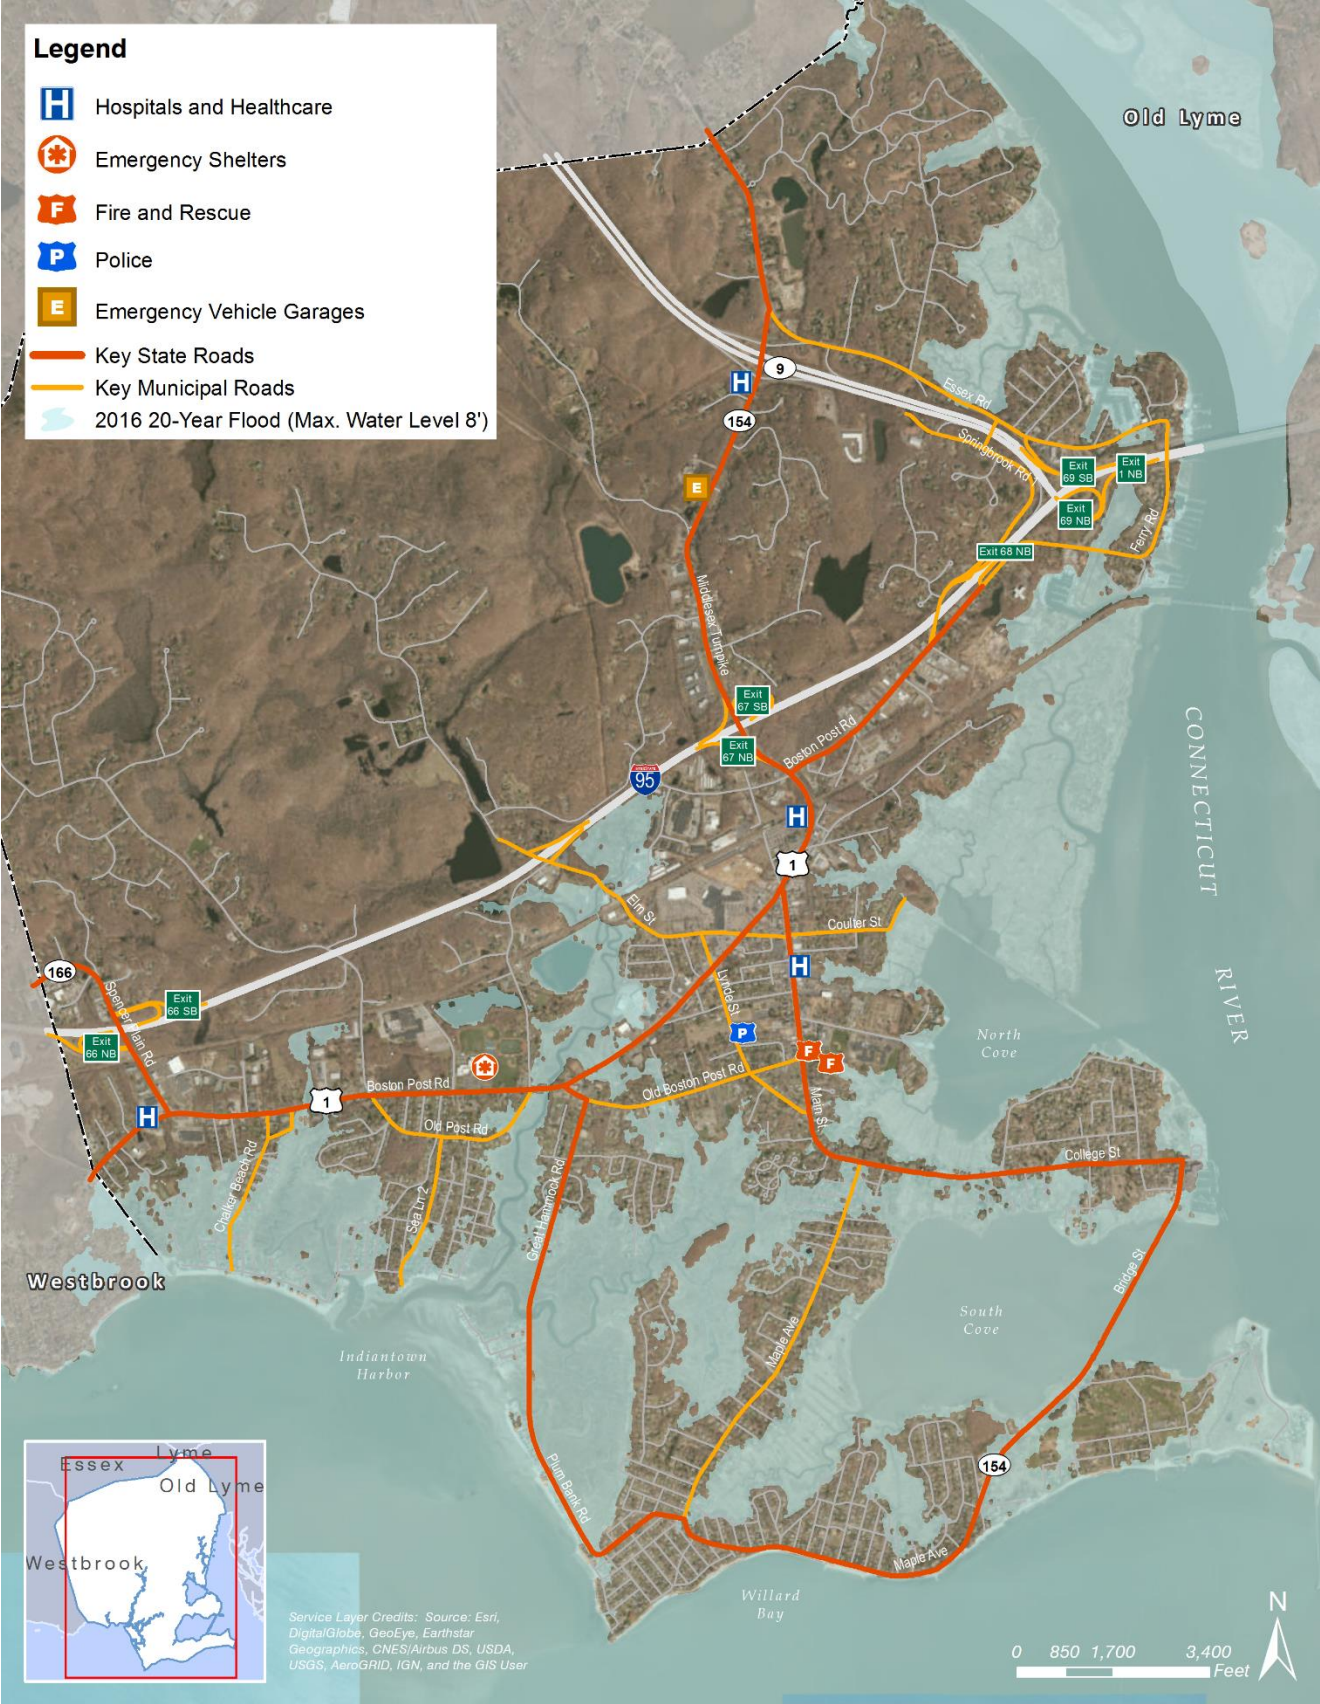 Legend
H Hospitals and Healthcare
Emergency Shelters
F Fire and Rescue
P Police
E Emergency Vehicle Garages
Key State Roads
Key Municipal Roads
2016 20-Year Flood (Max. Water Level 8')
Old Lyme
9
H
154
Essex Rd
Springbrook Rd
Exit
69 SB
Exit
1 NB
E
Exit
69 NB
Ferry Rd
Exit 68 NB
Middlesex Turnpike
Exit
67 SB
Exit
67 NB
Boston Post Rd
INTERSTATE
95
H
1
CONNECTICUT
RIVER
Elm St
Coulter St
H
166
Spencer Plain Rd
Exit
66 SB
Exit
66 NB
Lynde St
P
F
F
North
Cove
Boston Post Rd
1
Old Boston Post Rd
Main St
H
Old Post Rd
College St
Chalker Beach Rd
Sea Ln 2
Great Hammock Rd
Bridge St
Westbrook
South
Cove
Maple Ave
Indiantown
Harbor
154
Plum Bank Rd
Maple Ave
Willard
Bay
Essex
Lyme
Old Lyme
Westbrook
Service Layer Credits: Source: Esri,
DigitalGlobe, GeoEye, Earthstar
Geographics, CNES/Airbus DS, USDA,
USGS, AeroGRID, IGN, and the GIS User
N
0 850 1,700 3,400
Feet